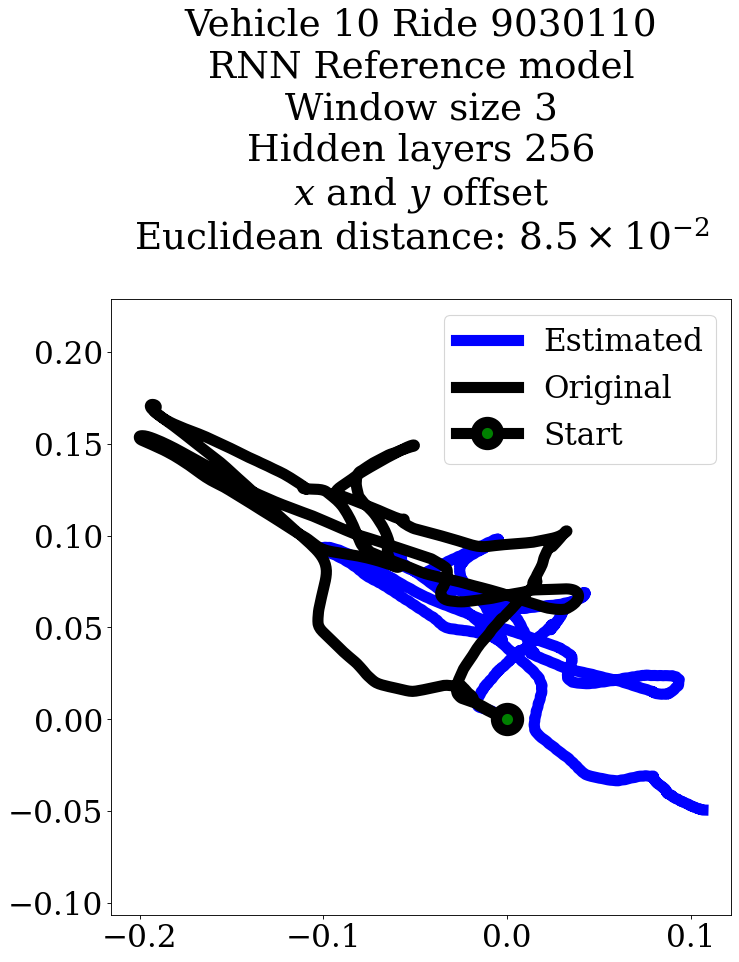 Vehicle 10 Ride 9030110
RNN Reference model
Window size 3
Hidden layers 256
x and y offset
Euclidean distance: 8.5 × 10⁻²
Estimated
Original
Start
0.20
0.15
0.10
0.05
0.00
−0.05
−0.10
−0.2 −0.1 0.0 0.1